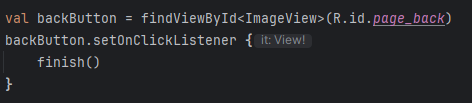 val backButton = findViewById<ImageView>(R.id.page_back)
backButton.setOnClickListener { it: View!
    finish()
}